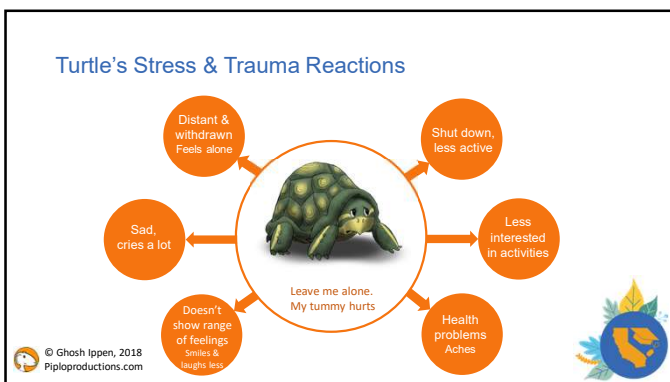 Turtle's Stress & Trauma Reactions
Distant &
withdrawn
Feels alone
Shut down,
less active
Sad,
cries a lot
Less
interested
in activities
Leave me alone.
My tummy hurts
Doesn't
show range
of feelings
Smiles &
laughs less
Health
problems
Aches
© Ghosh Ippen, 2018
Piploproductions.com